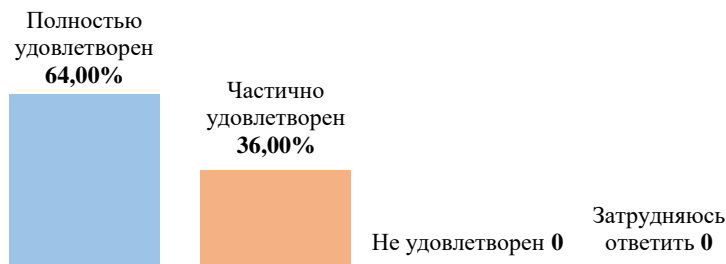 Полностью
удовлетворен
64,00%
Частично
удовлетворен
36,00%
Не удовлетворен 0
Затрудняюсь
ответить 0